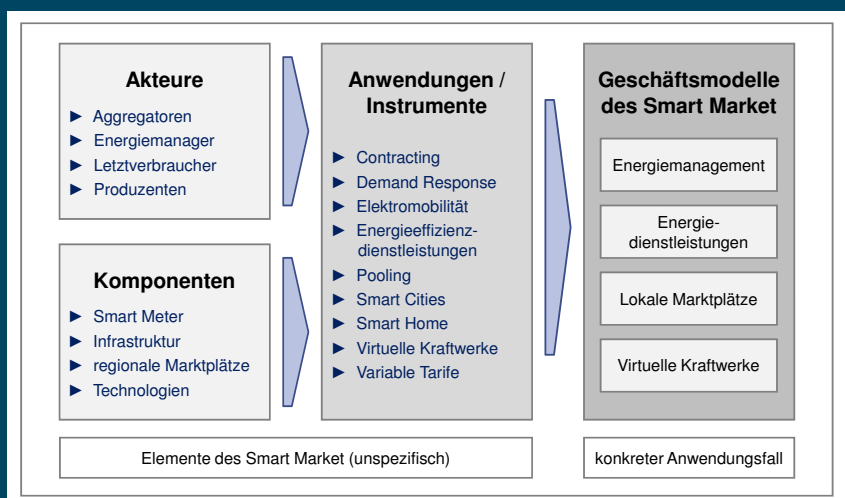 Akteure
► Aggregatoren
► Energiemanager
► Letztverbraucher
► Produzenten
Komponenten
► Smart Meter
► Infrastruktur
► regionale Marktplätze
► Technologien
Anwendungen /
Instrumente
► Contracting
► Demand Response
► Elektromobilität
► Energieeffizienz-
dienstleistungen
► Pooling
► Smart Cities
► Smart Home
► Virtuelle Kraftwerke
► Variable Tarife
Geschäftsmodelle
des Smart Market
Energiemanagement
Energie-
dienstleistungen
Lokale Marktplätze
Virtuelle Kraftwerke
Elemente des Smart Market (unspezifisch)
konkreter Anwendungsfall